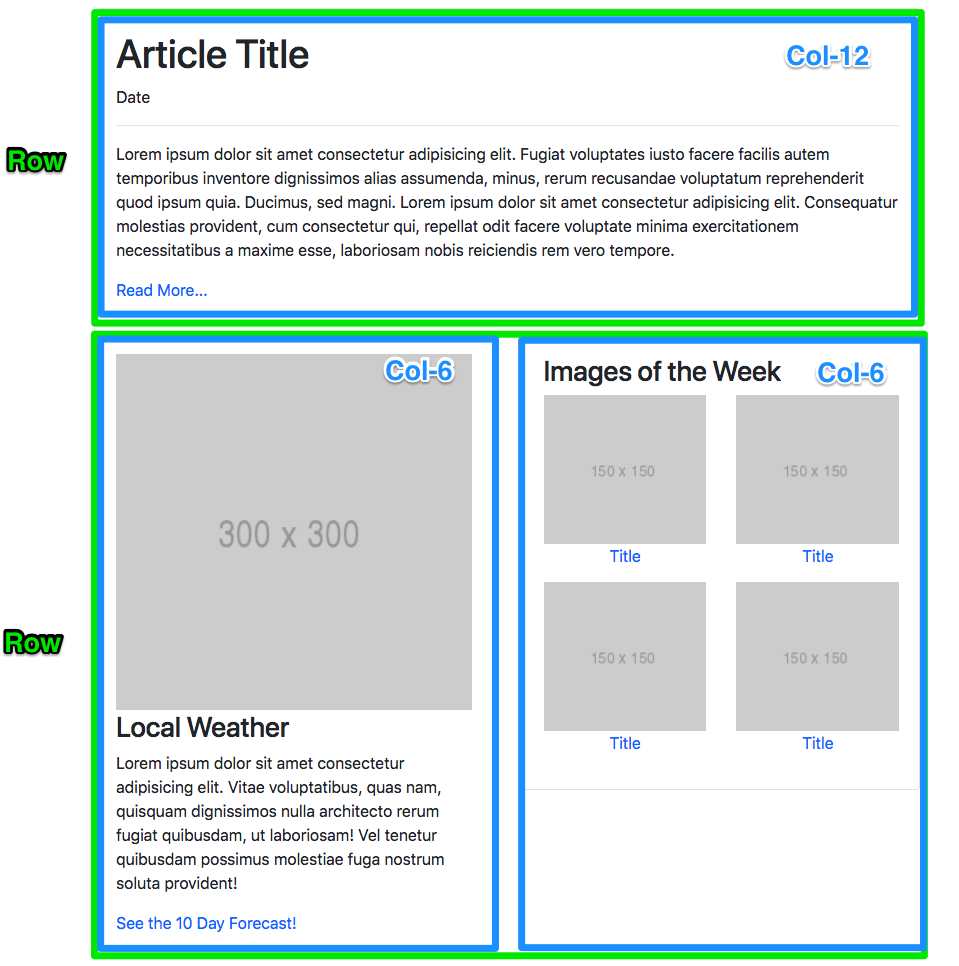 Article Title
Col-12
Date
Row
Lorem ipsum dolor sit amet consectetur adipisicing elit. Fugiat voluptates iusto facere facilis autem
temporibus inventore dignissimos alias assumenda, minus, rerum recusandae voluptatum reprehenderit
quod ipsum quia. Ducimus, sed magni. Lorem ipsum dolor sit amet consectetur adipisicing elit. Consequatur
molestias provident, cum consectetur qui, repellat odit facere voluptate minima exercitationem
necessitatibus a maxime esse, laboriosam nobis reiciendis rem vero tempore.
Read More...
Row
Col-6
300 x 300
Local Weather
Lorem ipsum dolor sit amet consectetur
adipisicing elit. Vitae voluptatibus, quas nam,
quisquam dignissimos nulla architecto rerum
fugiat quibusdam, ut laboriosam! Vel tenetur
quibusdam possimus molestiae fuga nostrum
soluta provident!
See the 10 Day Forecast!
Images of the Week
Col-6
150 x 150
150 x 150
Title
Title
150 x 150
150 x 150
Title
Title